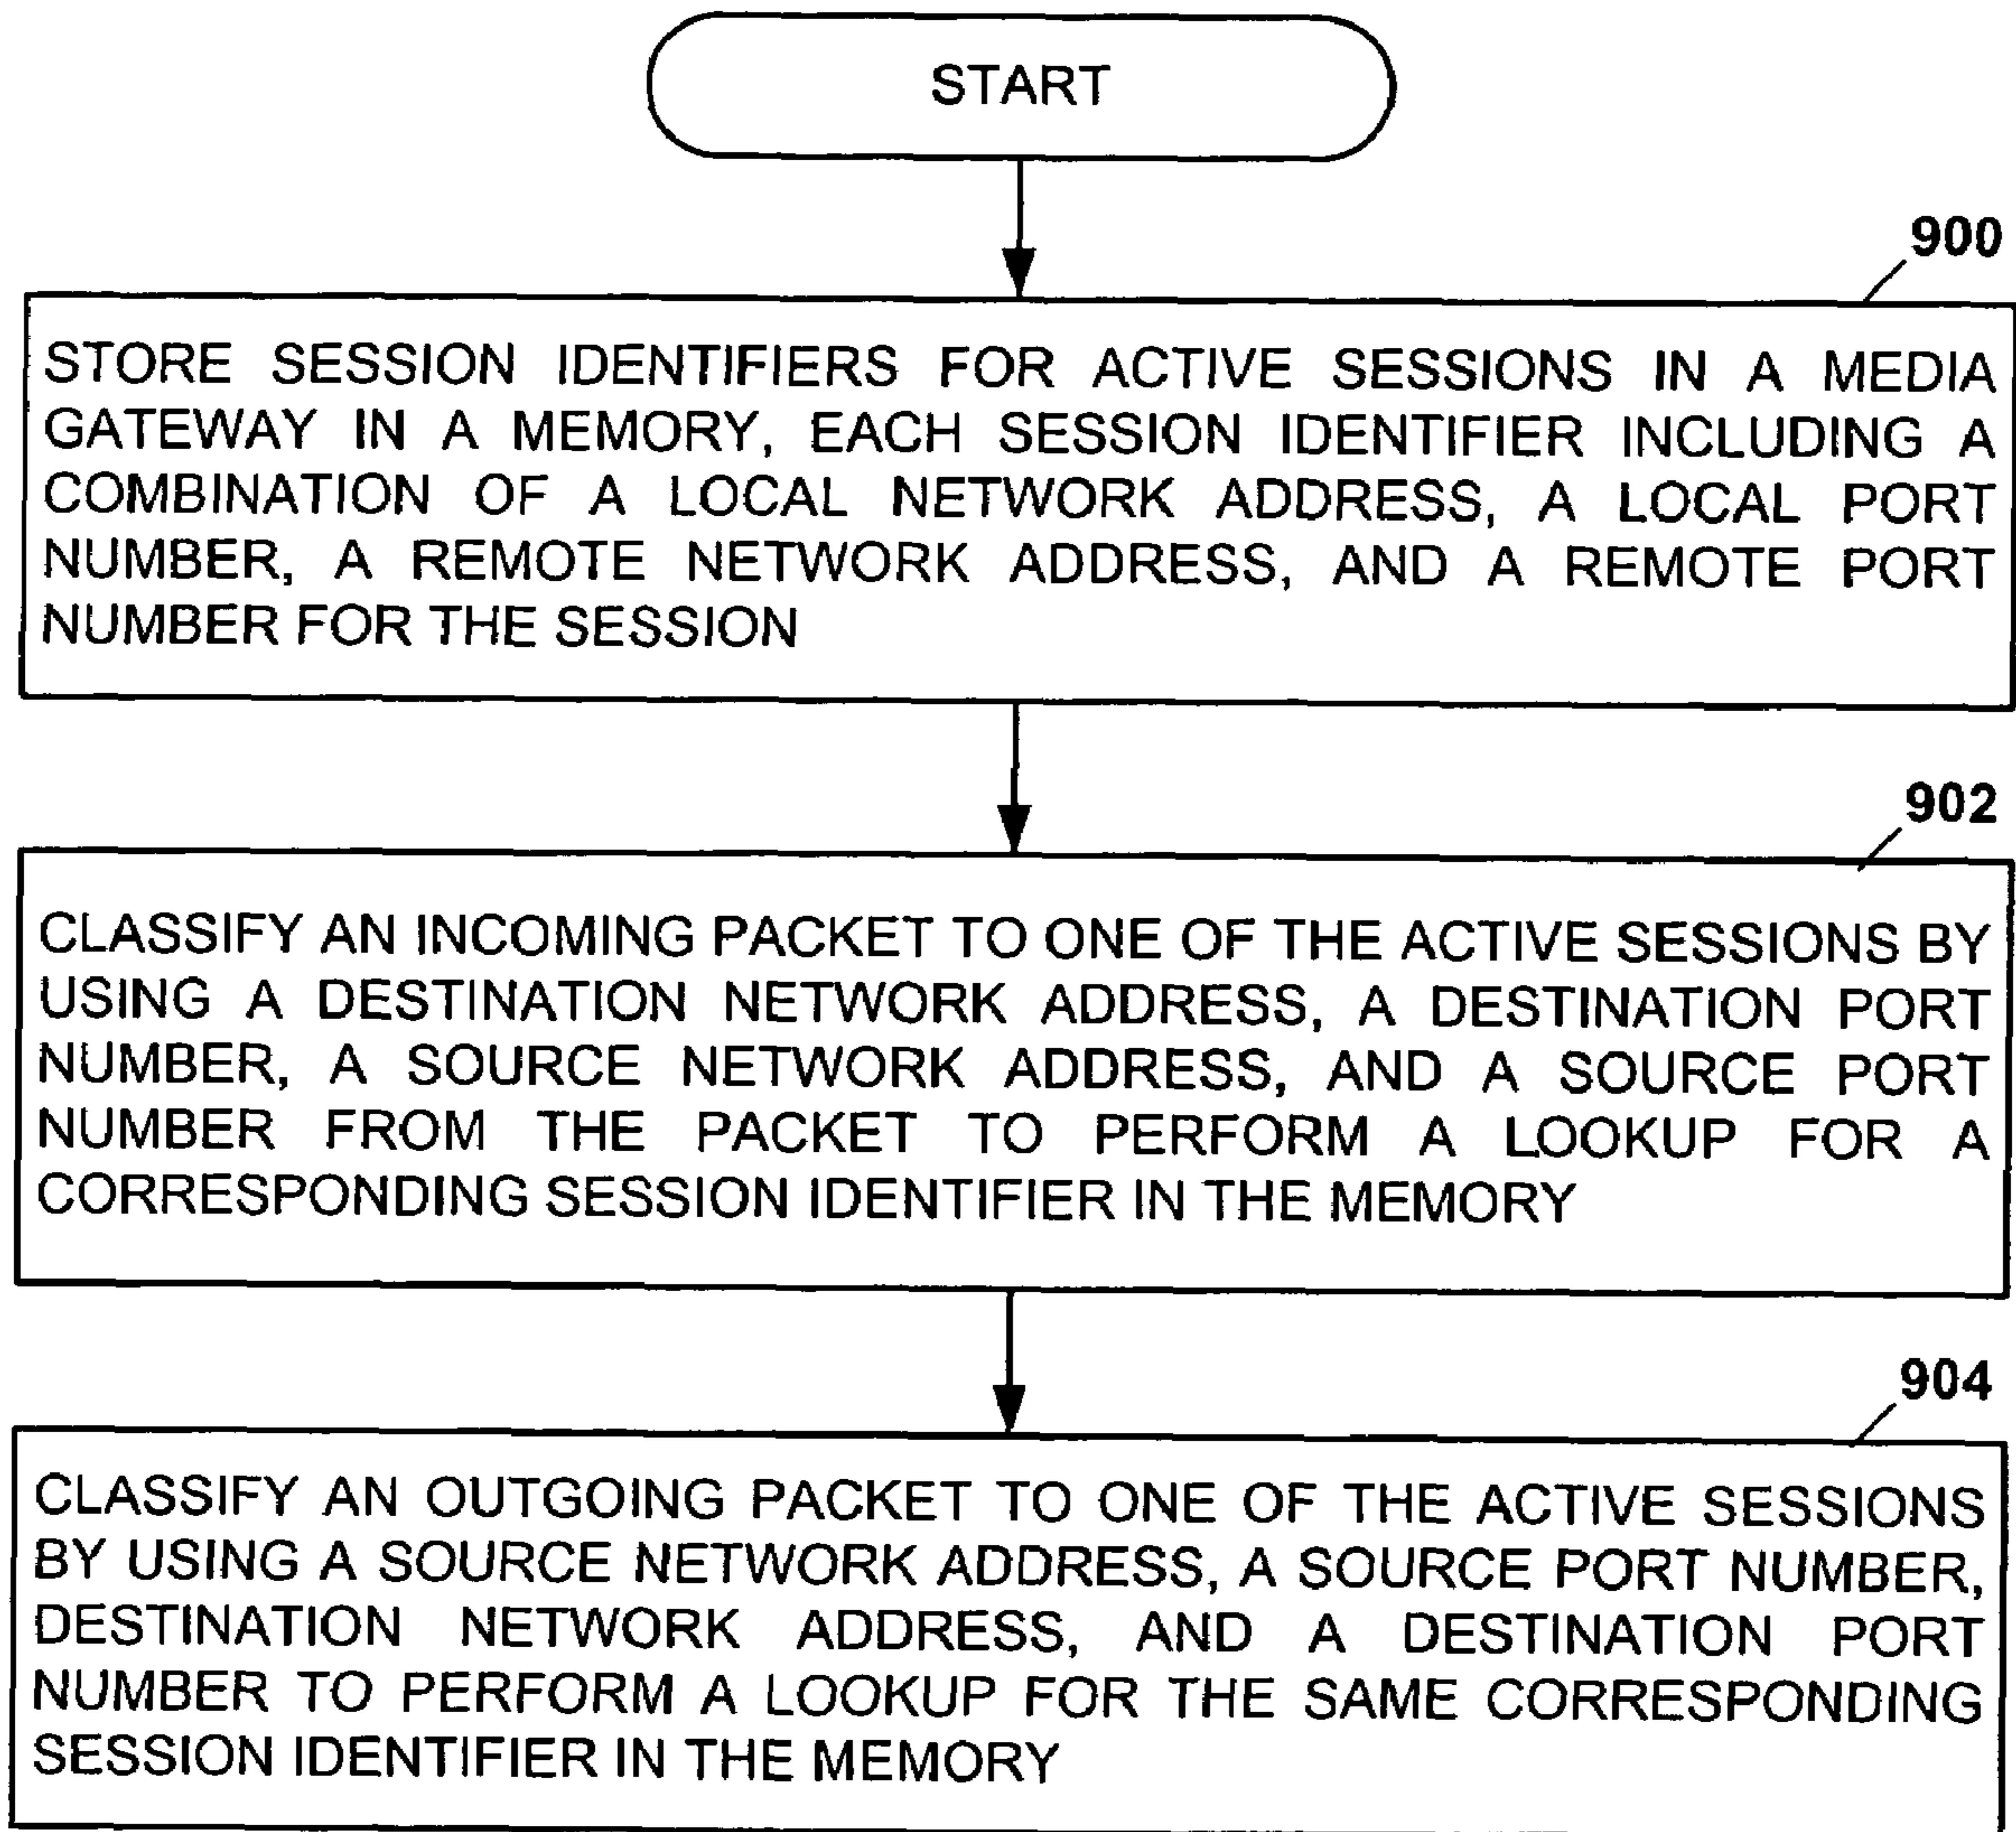 START
900
STORE SESSION IDENTIFIERS FOR ACTIVE SESSIONS IN A MEDIA
GATEWAY IN A MEMORY, EACH SESSION IDENTIFIER INCLUDING A
COMBINATION OF A LOCAL NETWORK ADDRESS, A LOCAL PORT
NUMBER, A REMOTE NETWORK ADDRESS, AND A REMOTE PORT
NUMBER FOR THE SESSION
902
CLASSIFY AN INCOMING PACKET TO ONE OF THE ACTIVE SESSIONS BY
USING A DESTINATION NETWORK ADDRESS, A DESTINATION PORT
NUMBER, A SOURCE NETWORK ADDRESS, AND A SOURCE PORT
NUMBER FROM THE PACKET TO PERFORM A LOOKUP FOR A
CORRESPONDING SESSION IDENTIFIER IN THE MEMORY
904
CLASSIFY AN OUTGOING PACKET TO ONE OF THE ACTIVE SESSIONS
BY USING A SOURCE NETWORK ADDRESS, A SOURCE PORT NUMBER,
DESTINATION NETWORK ADDRESS, AND A DESTINATION PORT
NUMBER TO PERFORM A LOOKUP FOR THE SAME CORRESPONDING
SESSION IDENTIFIER IN THE MEMORY